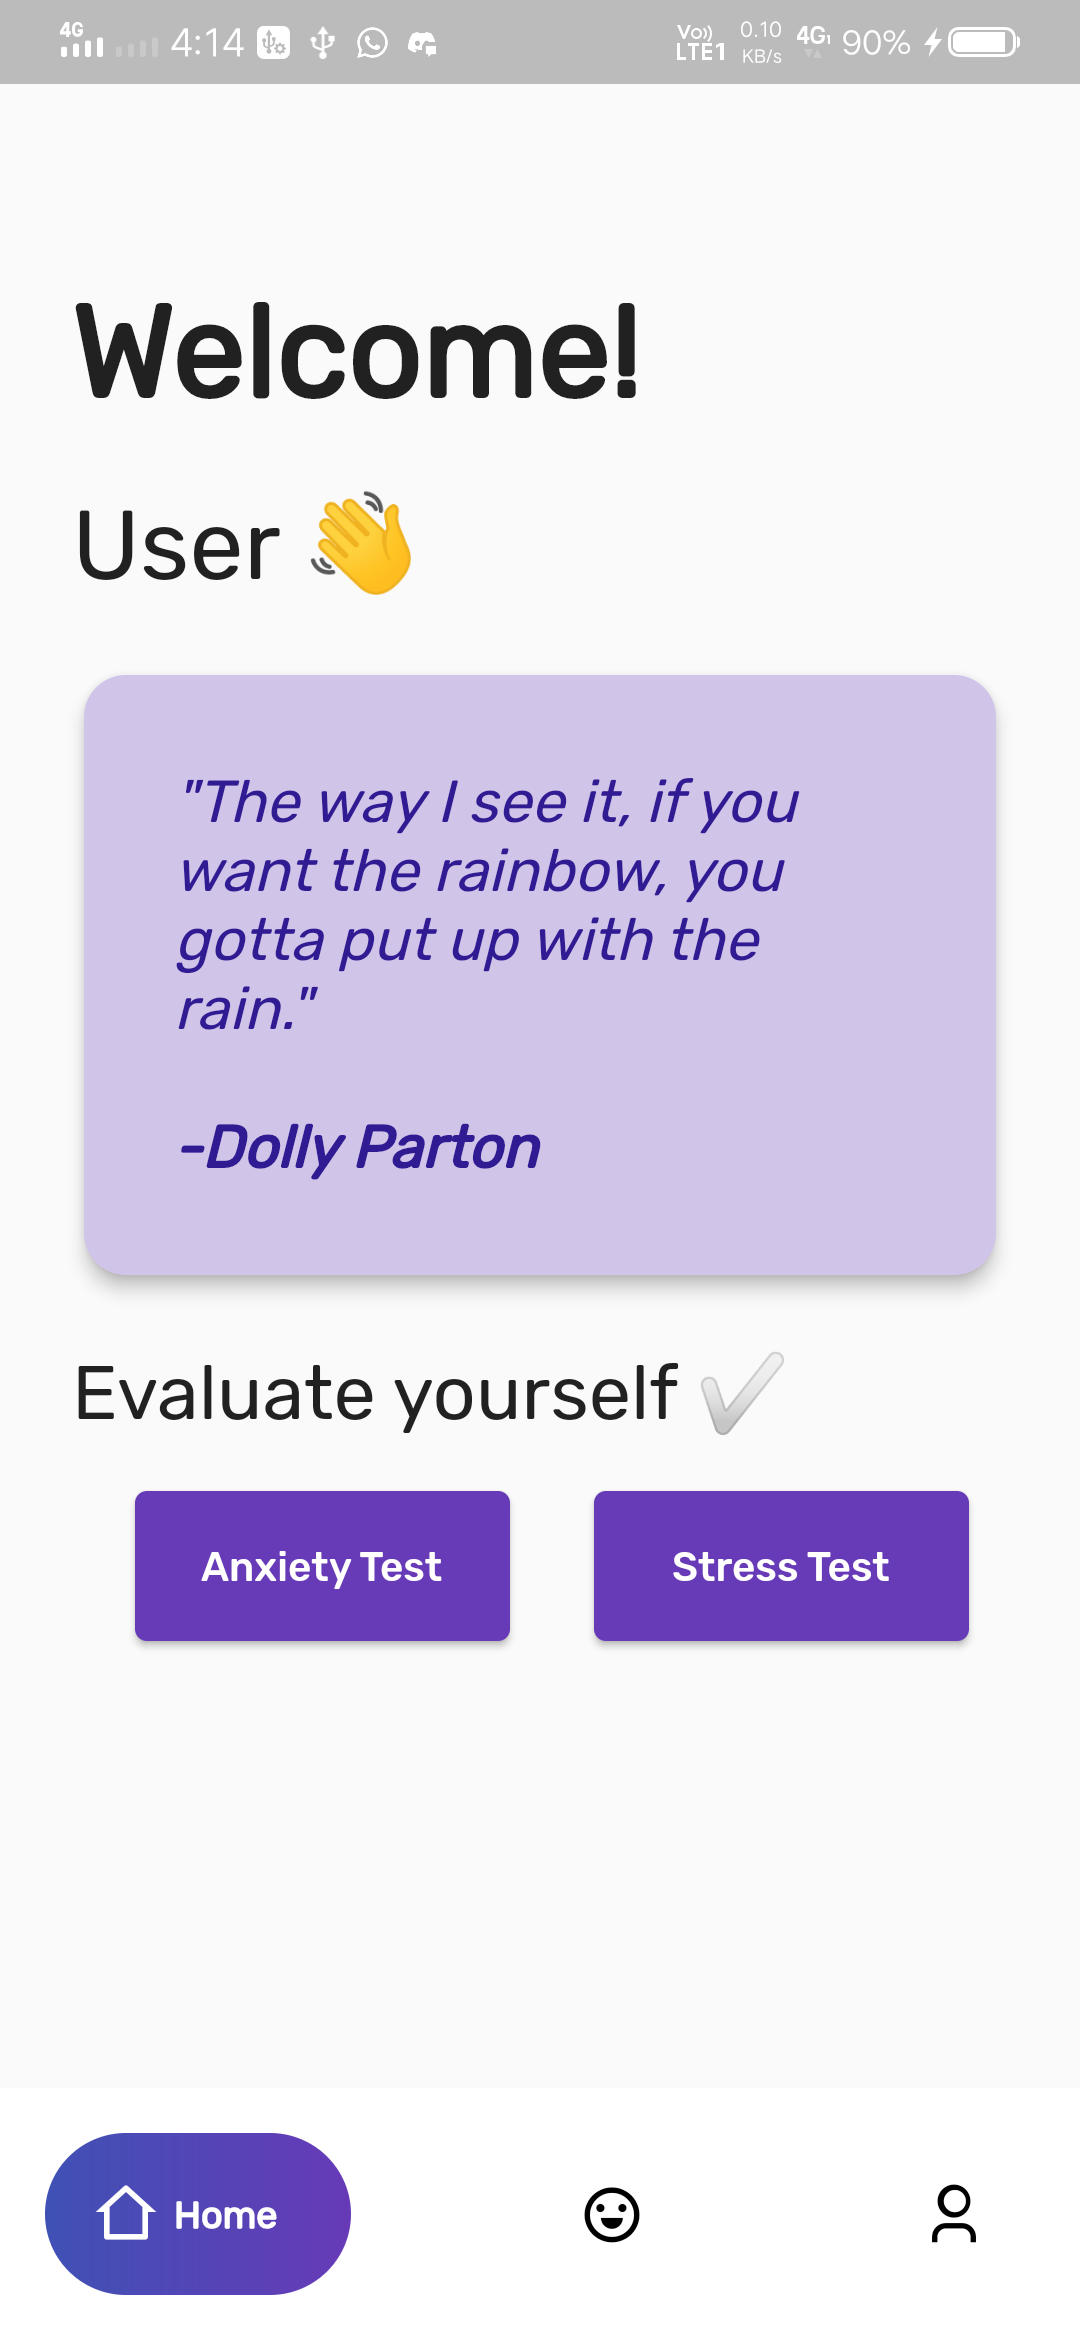 4G 4:14 Vo)) LTE1 0.10 KB/s 4G1 90%
Welcome!
User 👋
"The way I see it, if you
want the rainbow, you
gotta put up with the
rain."
-Dolly Parton
Evaluate yourself ✔
Anxiety Test Stress Test
Home